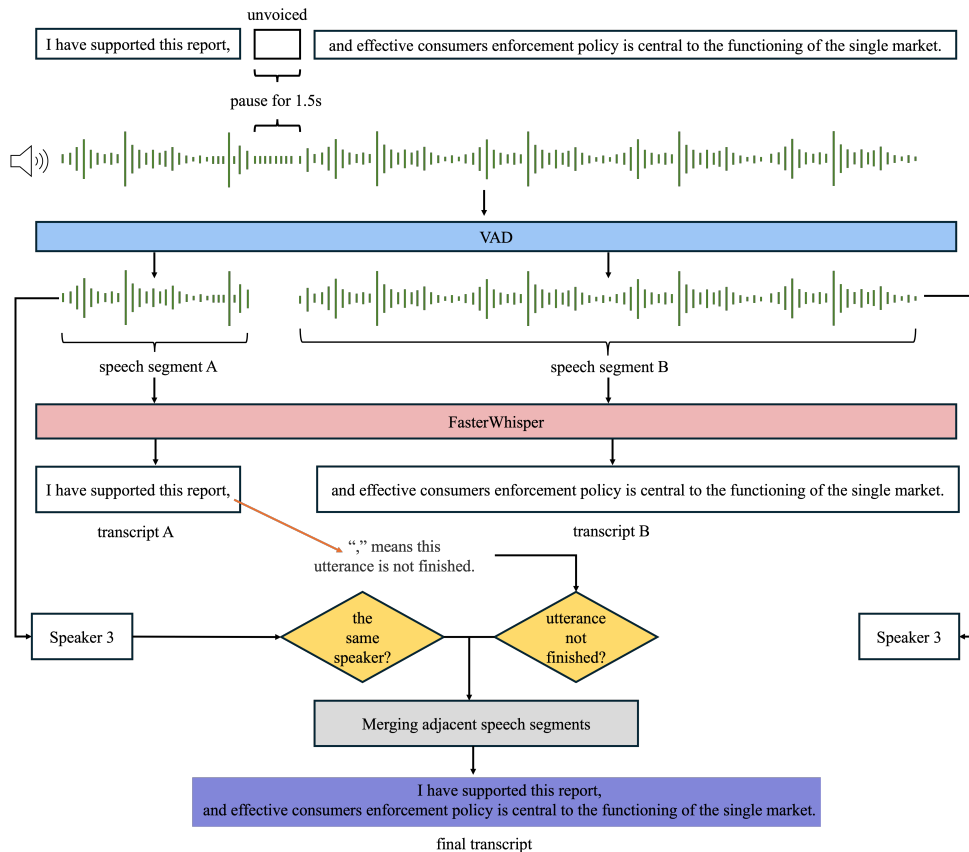 unvoiced
I have supported this report,
and effective consumers enforcement policy is central to the functioning of the single market.
pause for 1.5s
VAD
speech segment A
speech segment B
FasterWhisper
I have supported this report,
and effective consumers enforcement policy is central to the functioning of the single market.
transcript A
transcript B
“,” means this
utterance is not finished.
Speaker 3
the
same
speaker?
utterance
not
finished?
Speaker 3
Merging adjacent speech segments
I have supported this report,
and effective consumers enforcement policy is central to the functioning of the single market.
final transcript